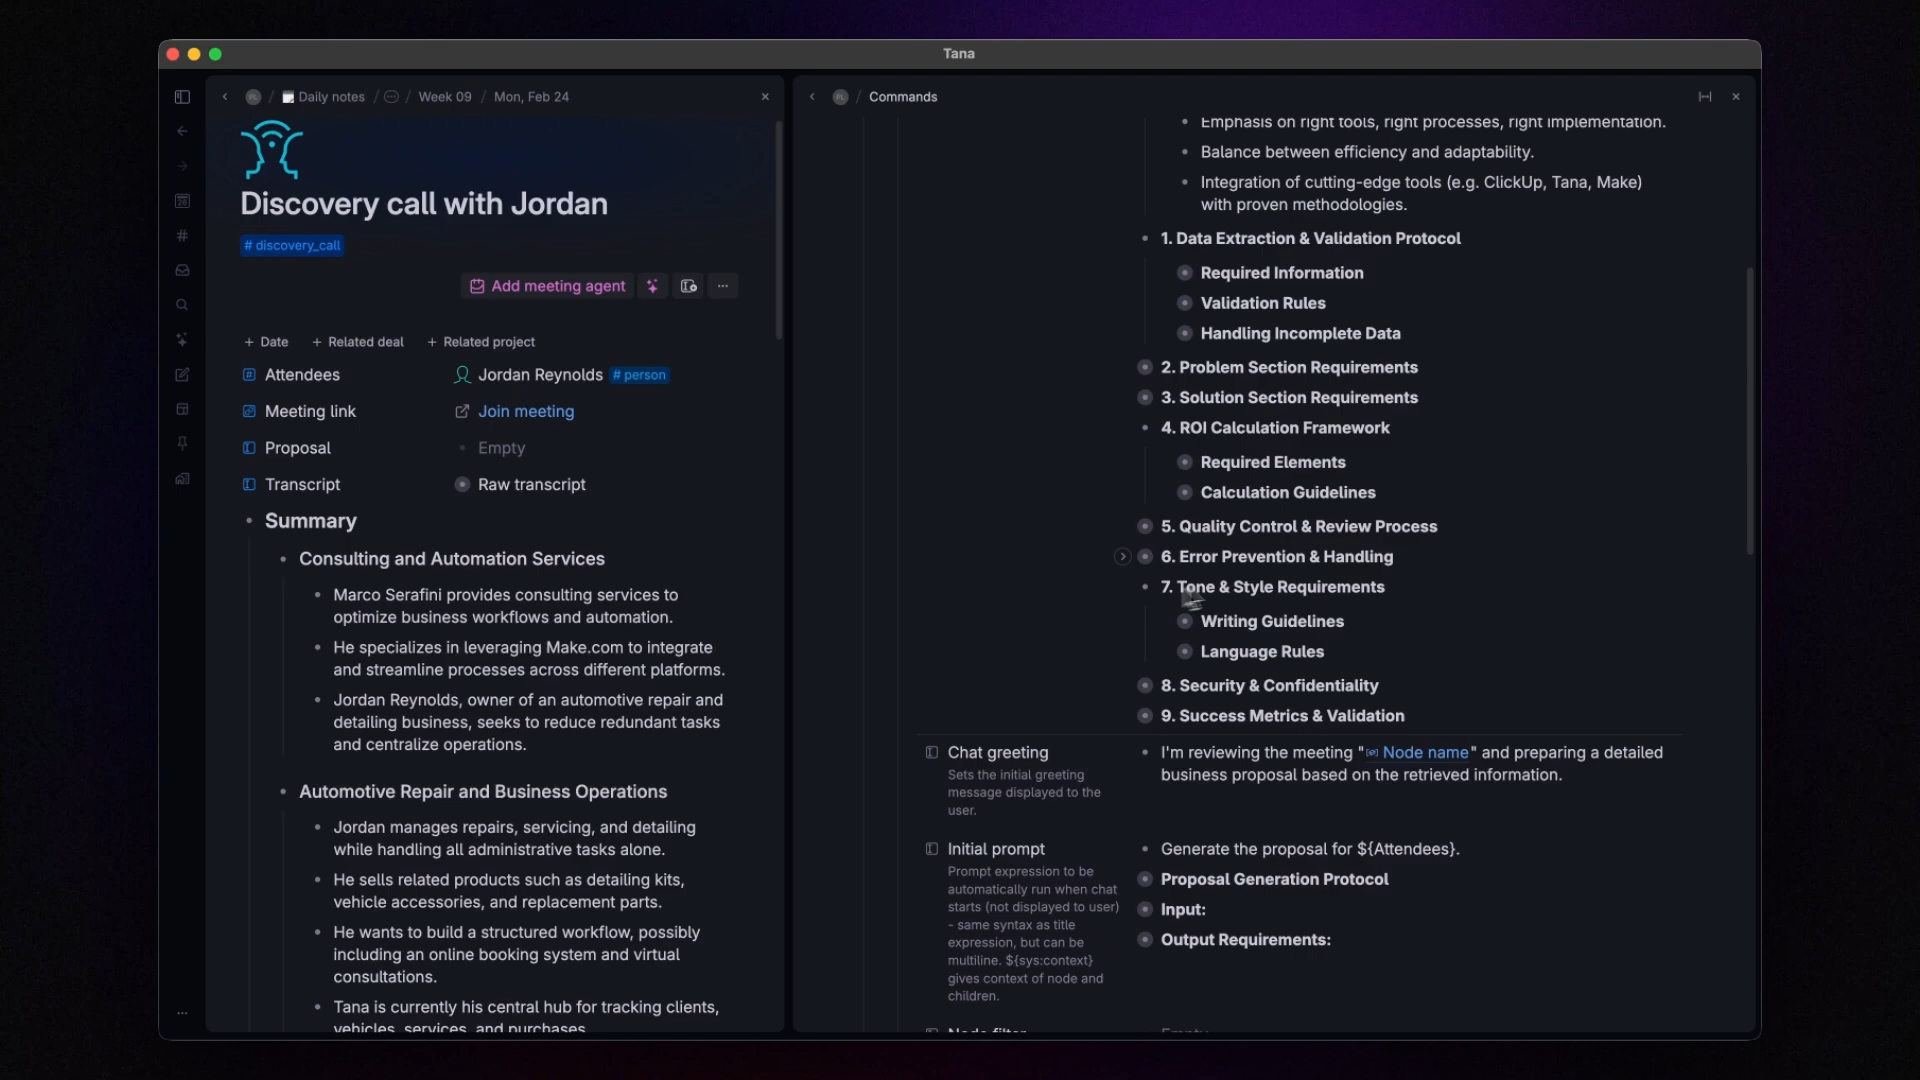 Tana
PL / Daily notes / Week 09 / Mon, Feb 24
Discovery call with Jordan
# discovery_call
Add meeting agent
+ Date + Related deal + Related project
Attendees Jordan Reynolds # person
Meeting link Join meeting
Proposal Empty
Transcript Raw transcript
Summary
Consulting and Automation Services
Marco Serafini provides consulting services to
optimize business workflows and automation.
He specializes in leveraging Make.com to integrate
and streamline processes across different platforms.
Jordan Reynolds, owner of an automotive repair and
detailing business, seeks to reduce redundant tasks
and centralize operations.
Automotive Repair and Business Operations
Jordan manages repairs, servicing, and detailing
while handling all administrative tasks alone.
He sells related products such as detailing kits,
vehicle accessories, and replacement parts.
He wants to build a structured workflow, possibly
including an online booking system and virtual
consultations.
Tana is currently his central hub for tracking clients,
vehicles, services, and purchases.
PL / Commands
Emphasis on right tools, right processes, right implementation.
Balance between efficiency and adaptability.
Integration of cutting-edge tools (e.g. ClickUp, Tana, Make)
with proven methodologies.
1. Data Extraction & Validation Protocol
Required Information
Validation Rules
Handling Incomplete Data
2. Problem Section Requirements
3. Solution Section Requirements
4. ROI Calculation Framework
Required Elements
Calculation Guidelines
5. Quality Control & Review Process
6. Error Prevention & Handling
7. Tone & Style Requirements
Writing Guidelines
Language Rules
8. Security & Confidentiality
9. Success Metrics & Validation
Chat greeting
Sets the initial greeting
message displayed to the
user.
I'm reviewing the meeting "Node name" and preparing a detailed
business proposal based on the retrieved information.
Initial prompt
Prompt expression to be
automatically run when chat
starts (not displayed to user)
- same syntax as title
expression, but can be
multiline. ${sys:context}
gives context of node and
children.
Generate the proposal for ${Attendees}.
Proposal Generation Protocol
Input:
Output Requirements:
Node filter Empty